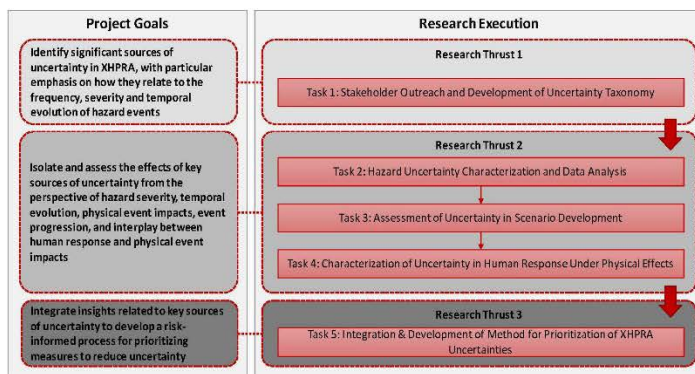 Project Goals
Identify significant sources of
uncertainty in XHPRA, with particular
emphasis on how they relate to the
frequency, severity and temporal
evolution of hazard events
Isolate and assess the effects of key
sources of uncertainty from the
perspective of hazard severity, temporal
evolution, physical event impacts, event
progression, and interplay between
human response and physical event
impacts
Integrate insights related to key sources
of uncertainty to develop a risk-
informed process for prioritizing
measures to reduce uncertainty
Research Execution
Research Thrust 1
Task 1: Stakeholder Outreach and Development of Uncertainty Taxonomy
Research Thrust 2
Task 2: Hazard Uncertainty Characterization and Data Analysis
Task 3: Assessment of Uncertainty in Scenario Development
Task 4: Characterization of Uncertainty in Human Response Under Physical Effects
Research Thrust 3
Task 5: Integration & Development of Method for Prioritization of XHPRA
Uncertainties